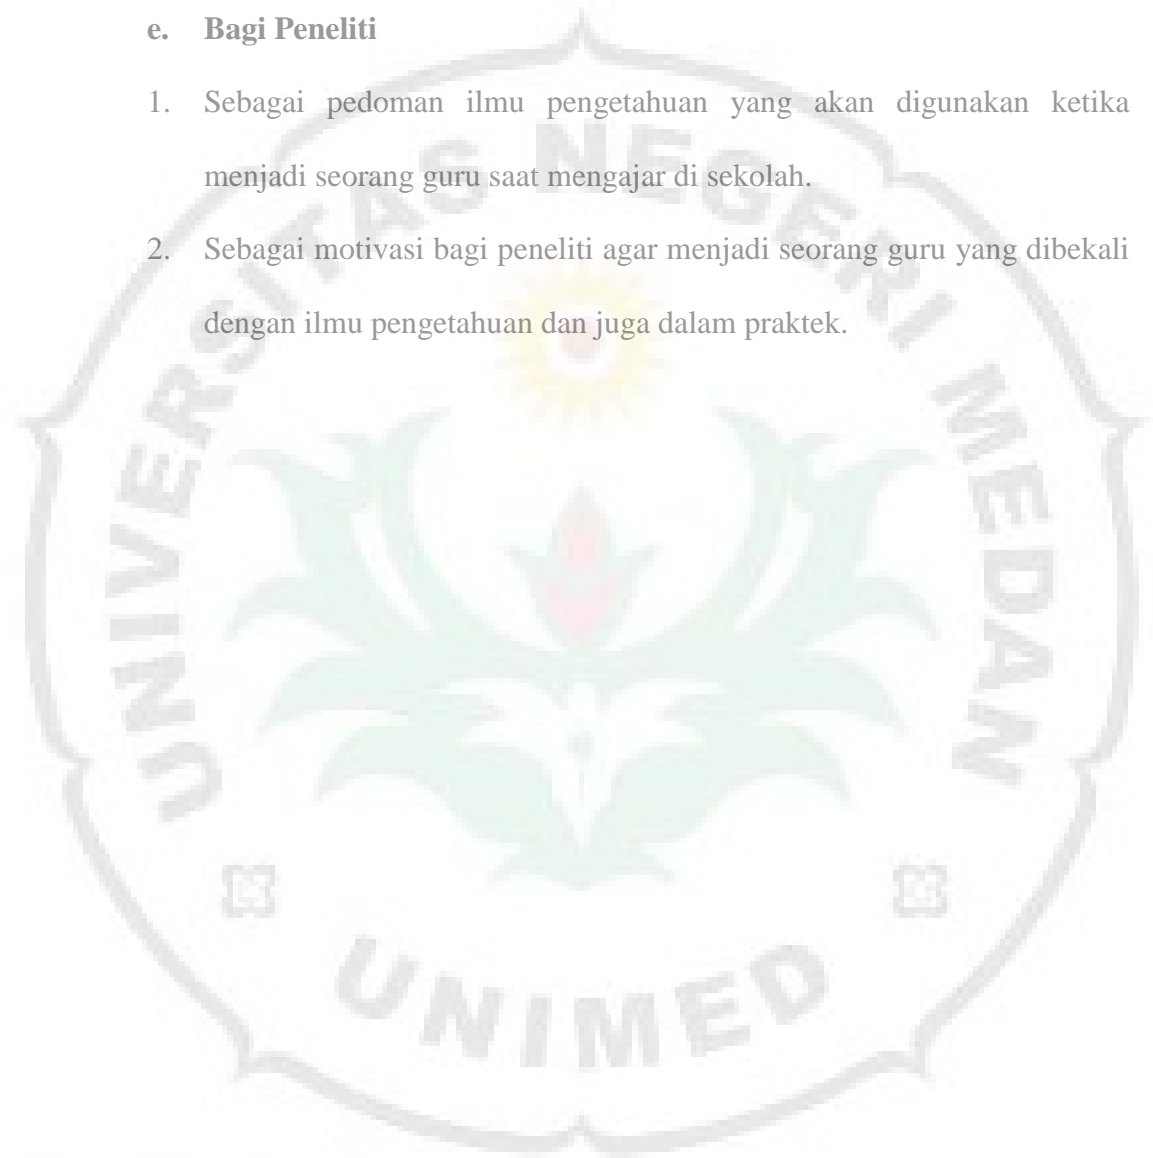 e. Bagi Peneliti
1. Sebagai pedoman ilmu pengetahuan yang akan digunakan ketika
menjadi seorang guru saat mengajar di sekolah.
2. Sebagai motivasi bagi peneliti agar menjadi seorang guru yang dibekali
dengan ilmu pengetahuan dan juga dalam praktek.
UNIVERSITAS NEGERI MEDAN
UNIMED